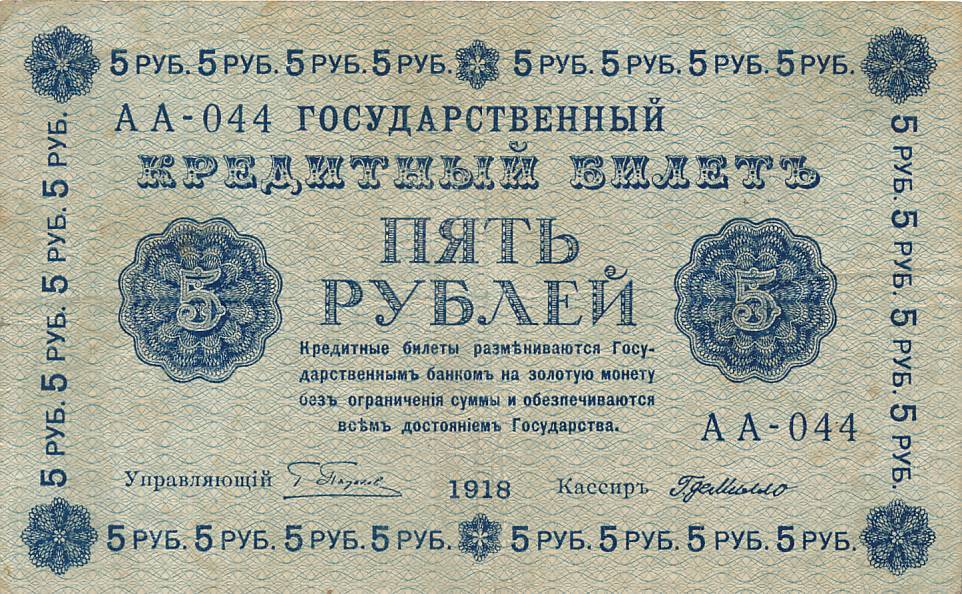 5 РУБ. 5 РУБ. 5 РУБ. 5 РУБ. 5 РУБ. 5 РУБ. 5 РУБ. 5 РУБ.
АА-044 ГОСУДАРСТВЕННЫЙ
КРЕДИТНЫЙ БИЛЕТЪ
ПЯТЬ
РУБЛЕЙ
5 5
Кредитные билеты размѣниваются Госу-
дарственнымъ банкомъ на золотую монету
безъ ограниченія суммы и обезпечиваются
всѣмъ достояніемъ Государства.
АА-044
Управляющій
1918 Кассиръ
5 РУБ. 5 РУБ. 5 РУБ. 5 РУБ.
5 РУБ. 5 РУБ. 5 РУБ. 5 РУБ.
5 РУБ. 5 РУБ. 5 РУБ. 5 РУБ. 5 РУБ. 5 РУБ. 5 РУБ. 5 РУБ.